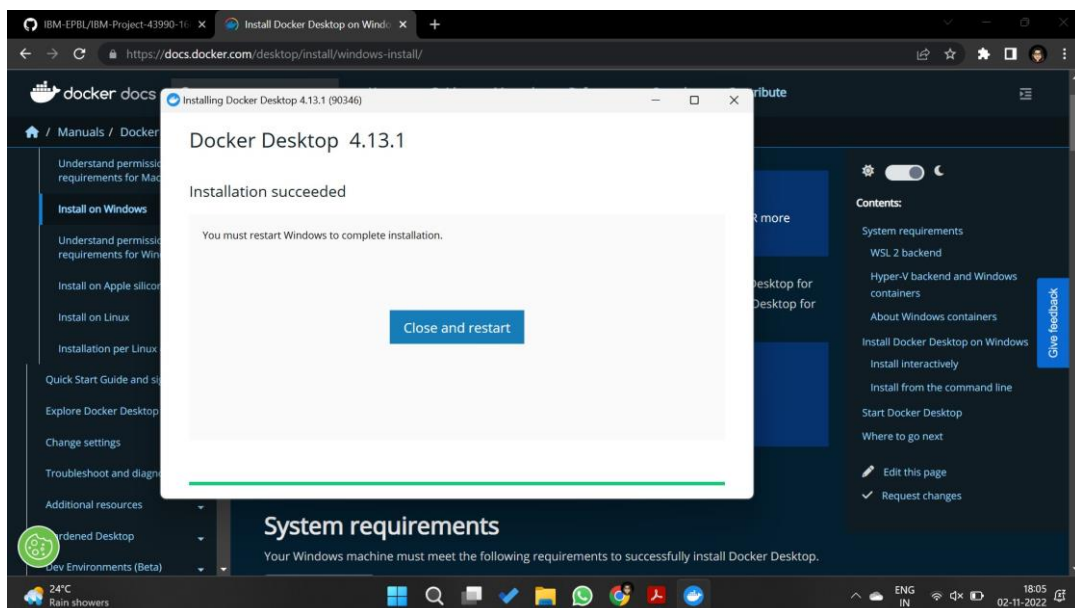 IBM-EPBL/IBM-Project-43990-16
Install Docker Desktop on Windo
https://docs.docker.com/desktop/install/windows-install/
docker docs
ribute
Installing Docker Desktop 4.13.1 (90346)
/ Manuals / Docker
Docker Desktop 4.13.1
Installation succeeded
You must restart Windows to complete installation.
Close and restart
Understand permissi
requirements for Mac
Install on Windows
Understand permissi
requirements for Win
Install on Apple silicor
Install on Linux
Installation per Linux
Quick Start Guide and si
Explore Docker Desktop
Change settings
Troubleshoot and diagn
Additional resources
rdened Desktop
Dev Environments (Beta)
R more
Desktop for
Desktop for
System requirements
Your Windows machine must meet the following requirements to successfully install Docker Desktop.
Contents:
System requirements
WSL 2 backend
Hyper-V backend and Windows
containers
About Windows containers
Install Docker Desktop on Windows
Install interactively
Install from the command line
Start Docker Desktop
Where to go next
Edit this page
Request changes
Give feedback
24°C
Rain showers
ENG
IN
18:05
02-11-2022